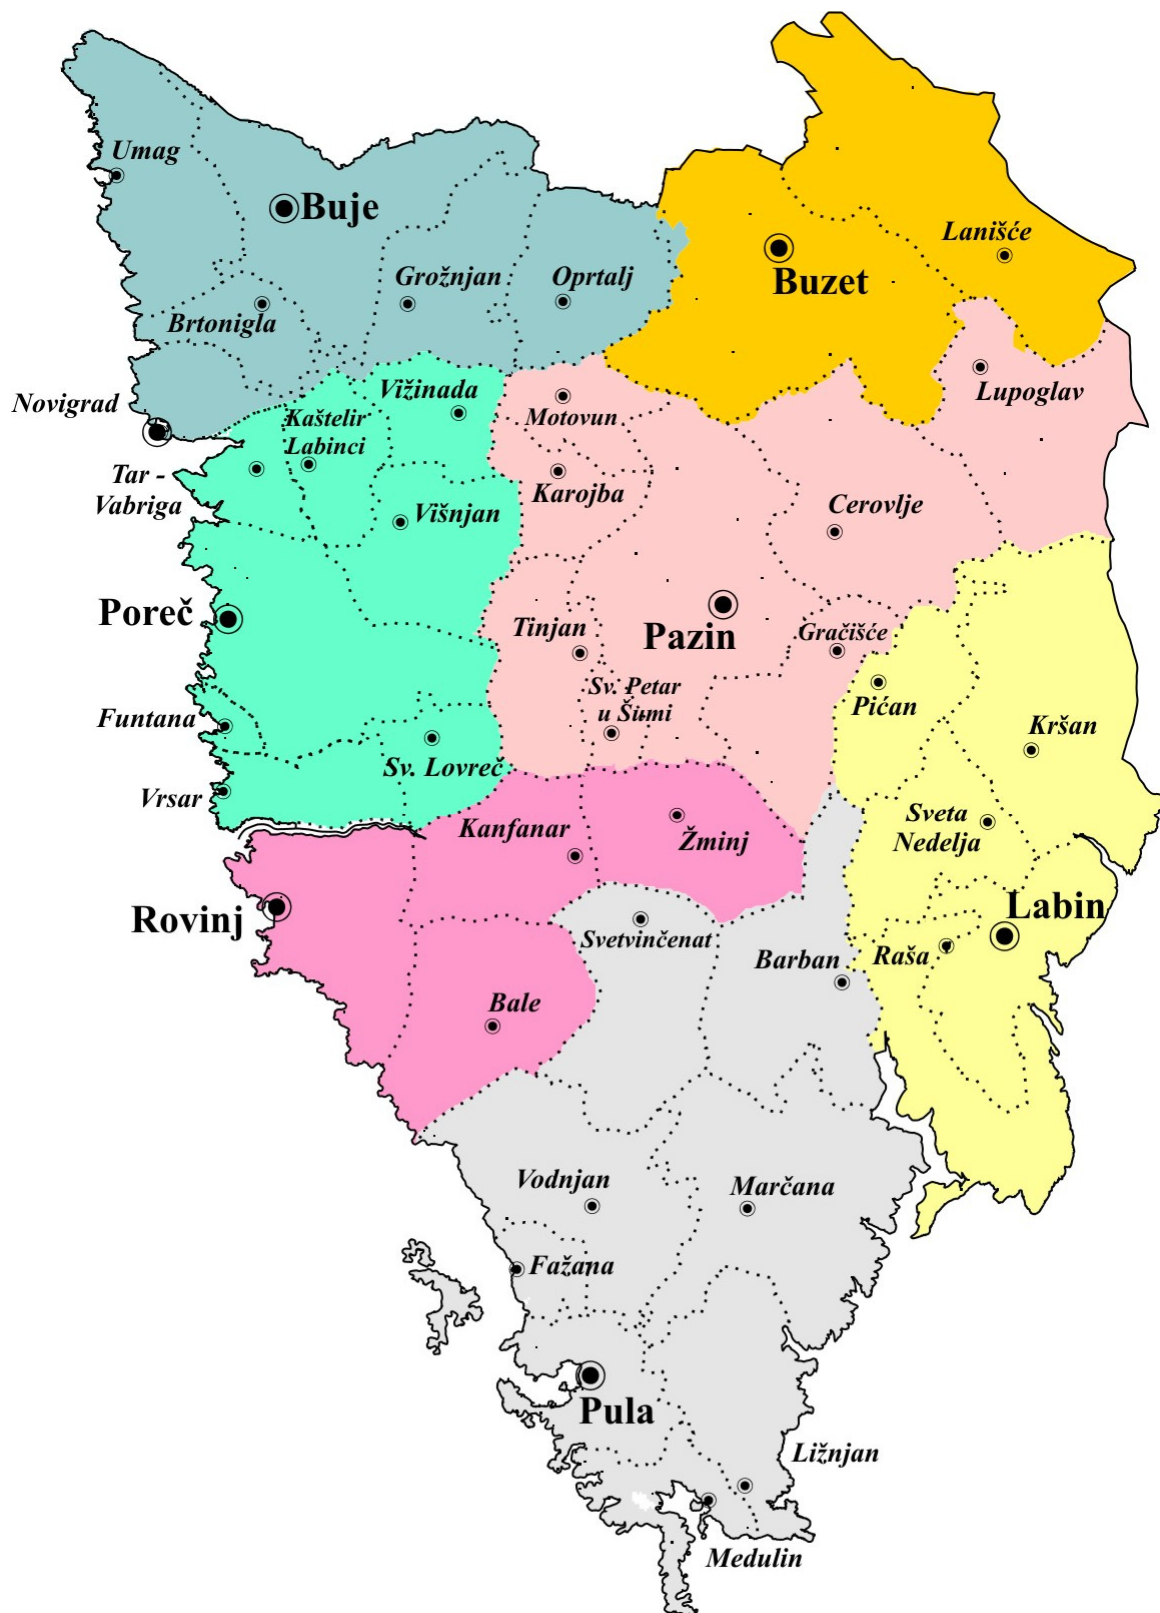 Umag
Buje
Lanišće
Buzet
Grožnjan
Oprtalj
Brtonigla
Lupoglav
Novigrad
Vižinada
Kaštelir
Labinci
Motovun
Tar -
Vabriga
Karojba
Višnjan
Cerovlje
Poreč
Tinjan
Pazin
Gračišće
Sv. Petar
u Šumi
Pićan
Funtana
Kršan
Sv. Lovreč
Vrsar
Kanfanar
Žminj
Sveta
Nedelja
Rovinj
Labin
Svetvinčenat
Barban
Raša
Bale
Vodnjan
Marčana
Fažana
Pula
Ližnjan
Medulin